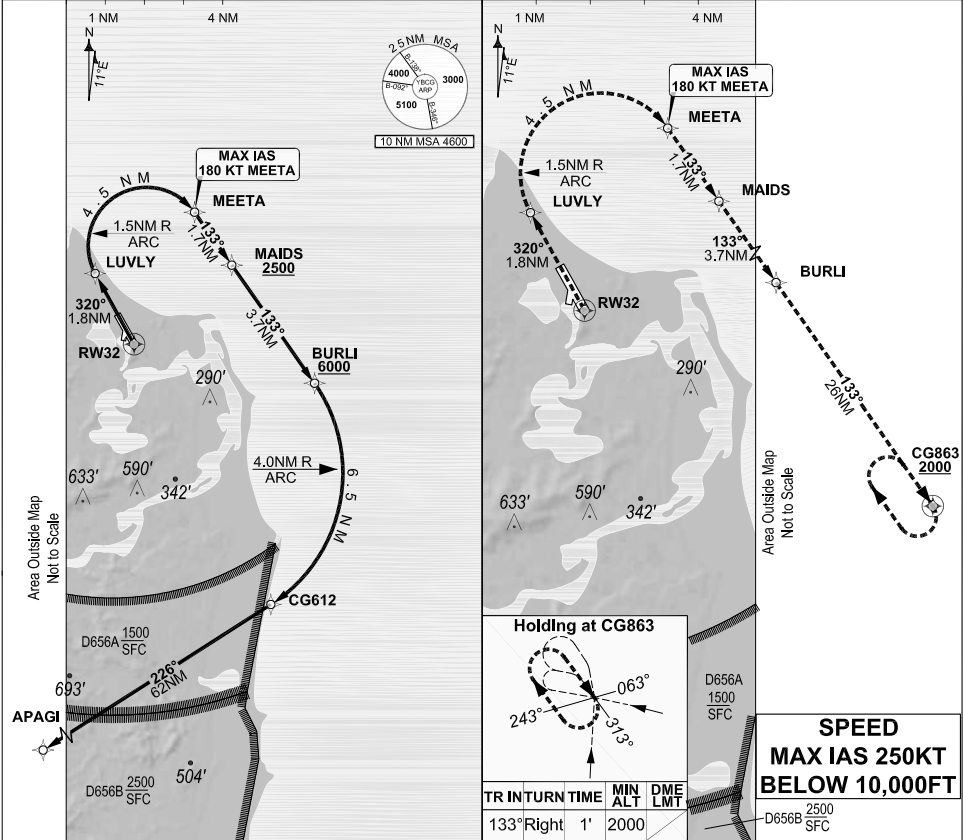 1 NM
4 NM
N
11°E
25NM MSA
B-138°
4000
3000
B-092°
YBCG
ARP
5100
B-346°
10 NM MSA 4600
MAX IAS
180 KT MEETA
4.5 NM
MEETA
1.5NM R
ARC
133°
1.7NM
LUVLY
MAIDS
2500
320°
1.8NM
133°
3.7NM
RW32
BURLI
6000
290'
4.0NM R
ARC
6.5 NM
633'
590'
342'
Area Outside Map
Not to Scale
CG612
D656A 1500
SFC
226°
62NM
693'
APAGI
D656B 2500
SFC
504'
1 NM
4 NM
N
11°E
MAX IAS
180 KT MEETA
4.5 NM
MEETA
1.5NM R
ARC
133°
1.7NM
LUVLY
MAIDS
320°
1.8NM
133°
3.7NM
BURLI
RW32
290'
133°
26NM
CG863
2000
633'
590'
342'
Area Outside Map
Not to Scale
Holding at CG863
063°
243°
313°
D656A
1500
SFC
TR IN TURN TIME MIN ALT DME LMT
133° Right 1' 2000
SPEED
MAX IAS 250KT
BELOW 10,000FT
D656B 2500
SFC